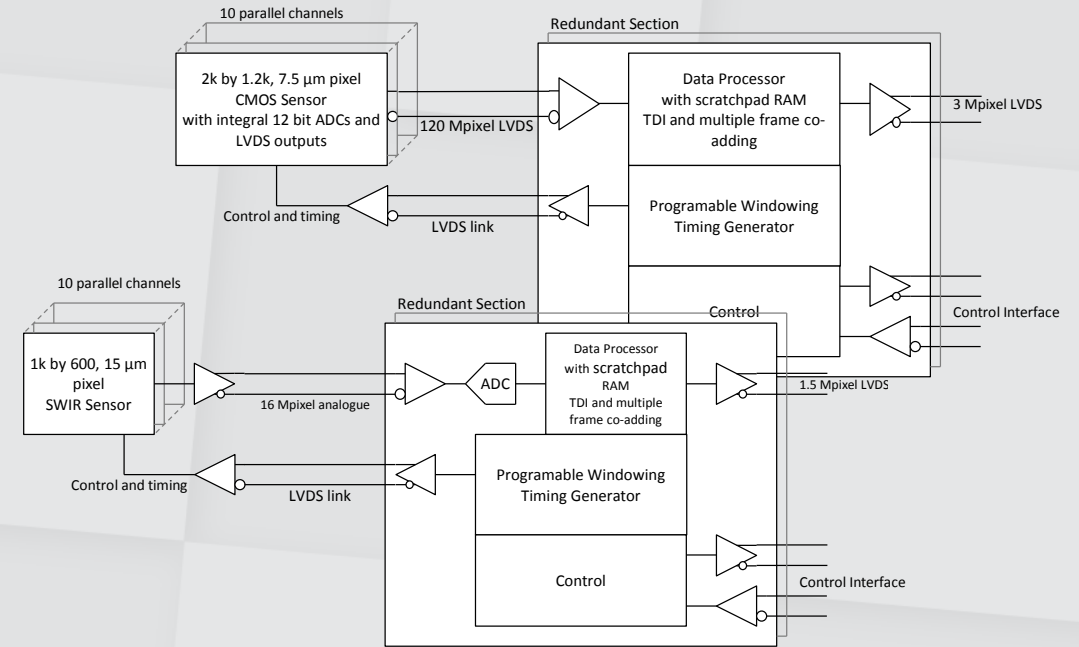 10 parallel channels
Redundant Section
2k by 1.2k, 7.5 µm pixel
CMOS Sensor
with integral 12 bit ADCs and
LVDS outputs
120 Mpixel LVDS
Data Processor
with scratchpad RAM
TDI and multiple frame co-
adding
3 Mpixel LVDS
Control and timing
LVDS link
Programable Windowing
Timing Generator
Control
Control Interface
10 parallel channels
Redundant Section
1k by 600, 15 µm
pixel
SWIR Sensor
16 Mpixel analogue
ADC
Data Processor
with scratchpad
RAM
TDI and multiple
frame co-adding
1.5 Mpixel LVDS
Control and timing
LVDS link
Programable Windowing
Timing Generator
Control
Control Interface